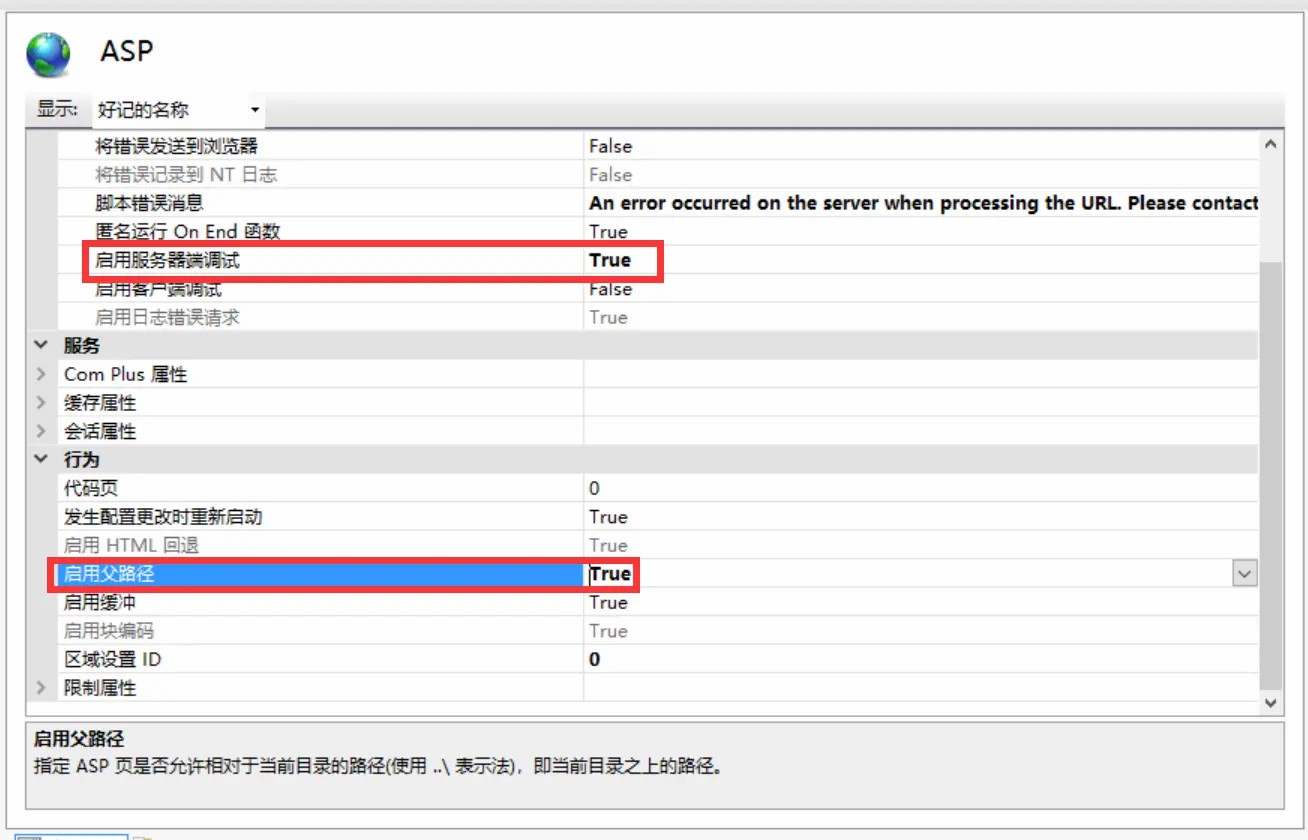 ASP
显示: 好记的名称
将错误发送到浏览器 False
将错误记录到 NT 日志 False
脚本错误消息 An error occurred on the server when processing the URL. Please contact
匿名运行 On End 函数 True
启用服务器端调试 True
启用客户端调试 False
启用日志错误请求 True
服务
Com Plus 属性
缓存属性
会话属性
行为
代码页 0
发生配置更改时重新启动 True
启用 HTML 回退 True
启用父路径 True
启用缓冲 True
启用块编码 True
区域设置 ID 0
限制属性
启用父路径
指定 ASP 页是否允许相对于当前目录的路径(使用 ..\ 表示法)，即当前目录之上的路径。